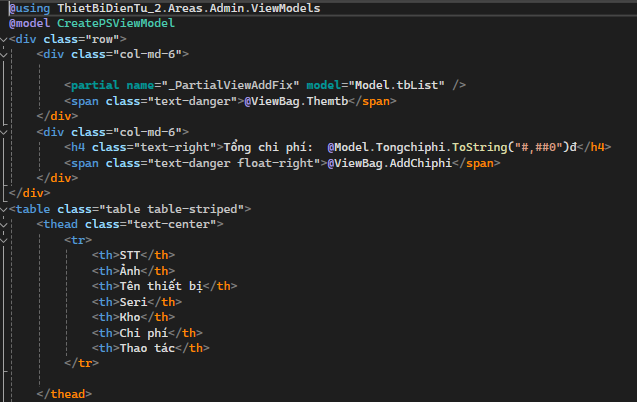 @using ThietBiDienTu_2.Areas.Admin.ViewModels
@model CreatePSViewModel
<div class="row">
<div class="col-md-6">
<partial name="_PartialViewAddFix" model="Model.tbList" />
<span class="text-danger">@ViewBag.Themtb</span>
</div>
<div class="col-md-6">
<h4 class="text-right">Tổng chi phí:  @Model.Tongchiphi.ToString("#,##0")đ</h4>
<span class="text-danger float-right">@ViewBag.AddChiphi</span>
</div>
</div>
<table class="table table-striped">
<thead class="text-center">
<tr>
<th>STT</th>
<th>Ảnh</th>
<th>Tên thiết bị</th>
<th>Seri</th>
<th>Kho</th>
<th>Chi phí</th>
<th>Thao tác</th>
</tr>
</thead>